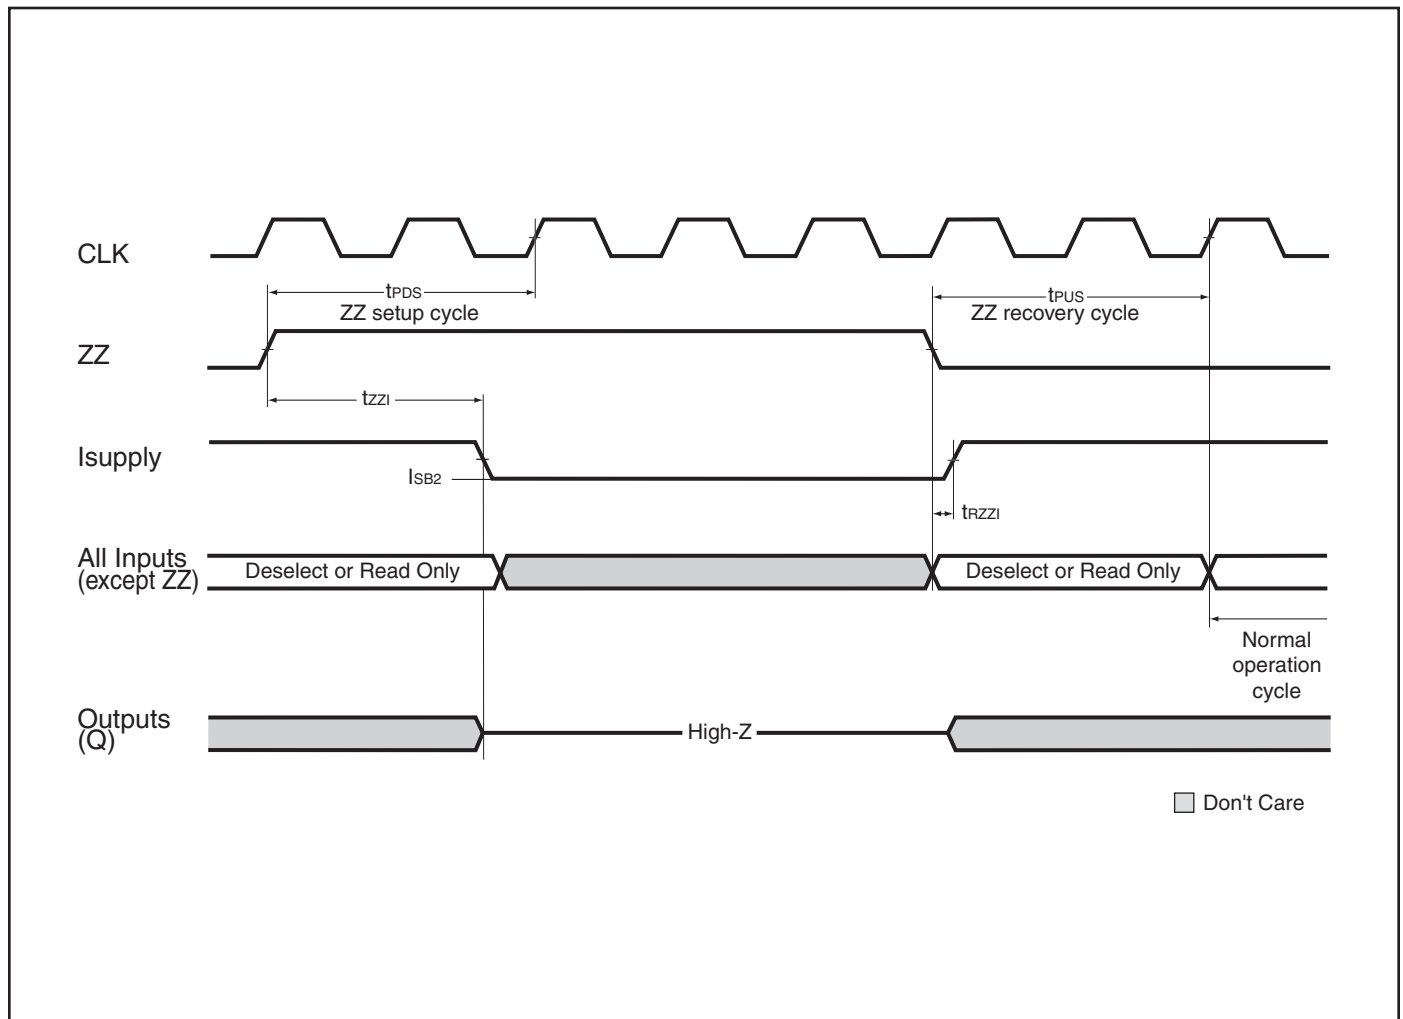 CLK
tPDS
ZZ setup cycle
tPUS
ZZ recovery cycle
ZZ
tZZI
Isupply
ISB2
tRZZI
All Inputs
(except ZZ)
Deselect or Read Only
Deselect or Read Only
Normal
operation
cycle
Outputs
(Q)
High-Z
Don't Care